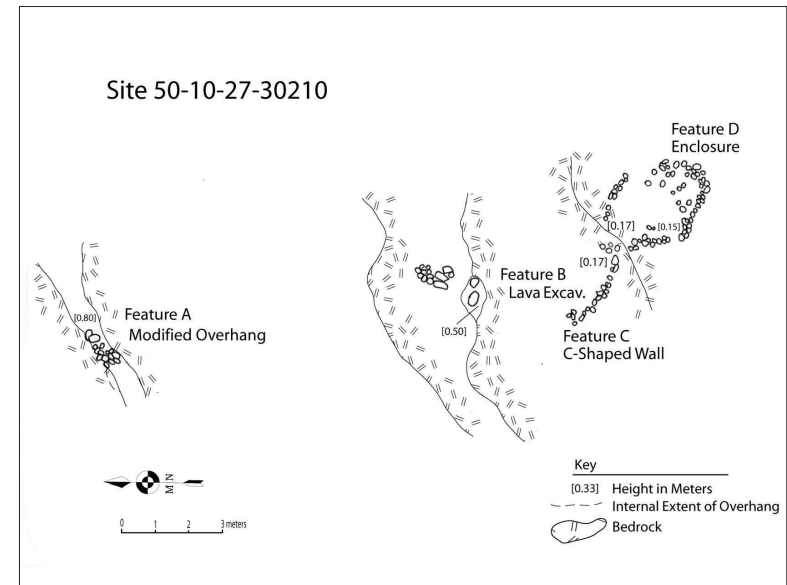 Site 50-10-27-30210
Feature D
Enclosure
[0.17]
[0.15]
[0.17]
Feature B
Lava Excav.
[0.50]
Feature C
C-Shaped Wall
[0.80]
Feature A
Modified Overhang
M N
0 1 2 3 meters
Key
[0.33] Height in Meters
Internal Extent of Overhang
Bedrock